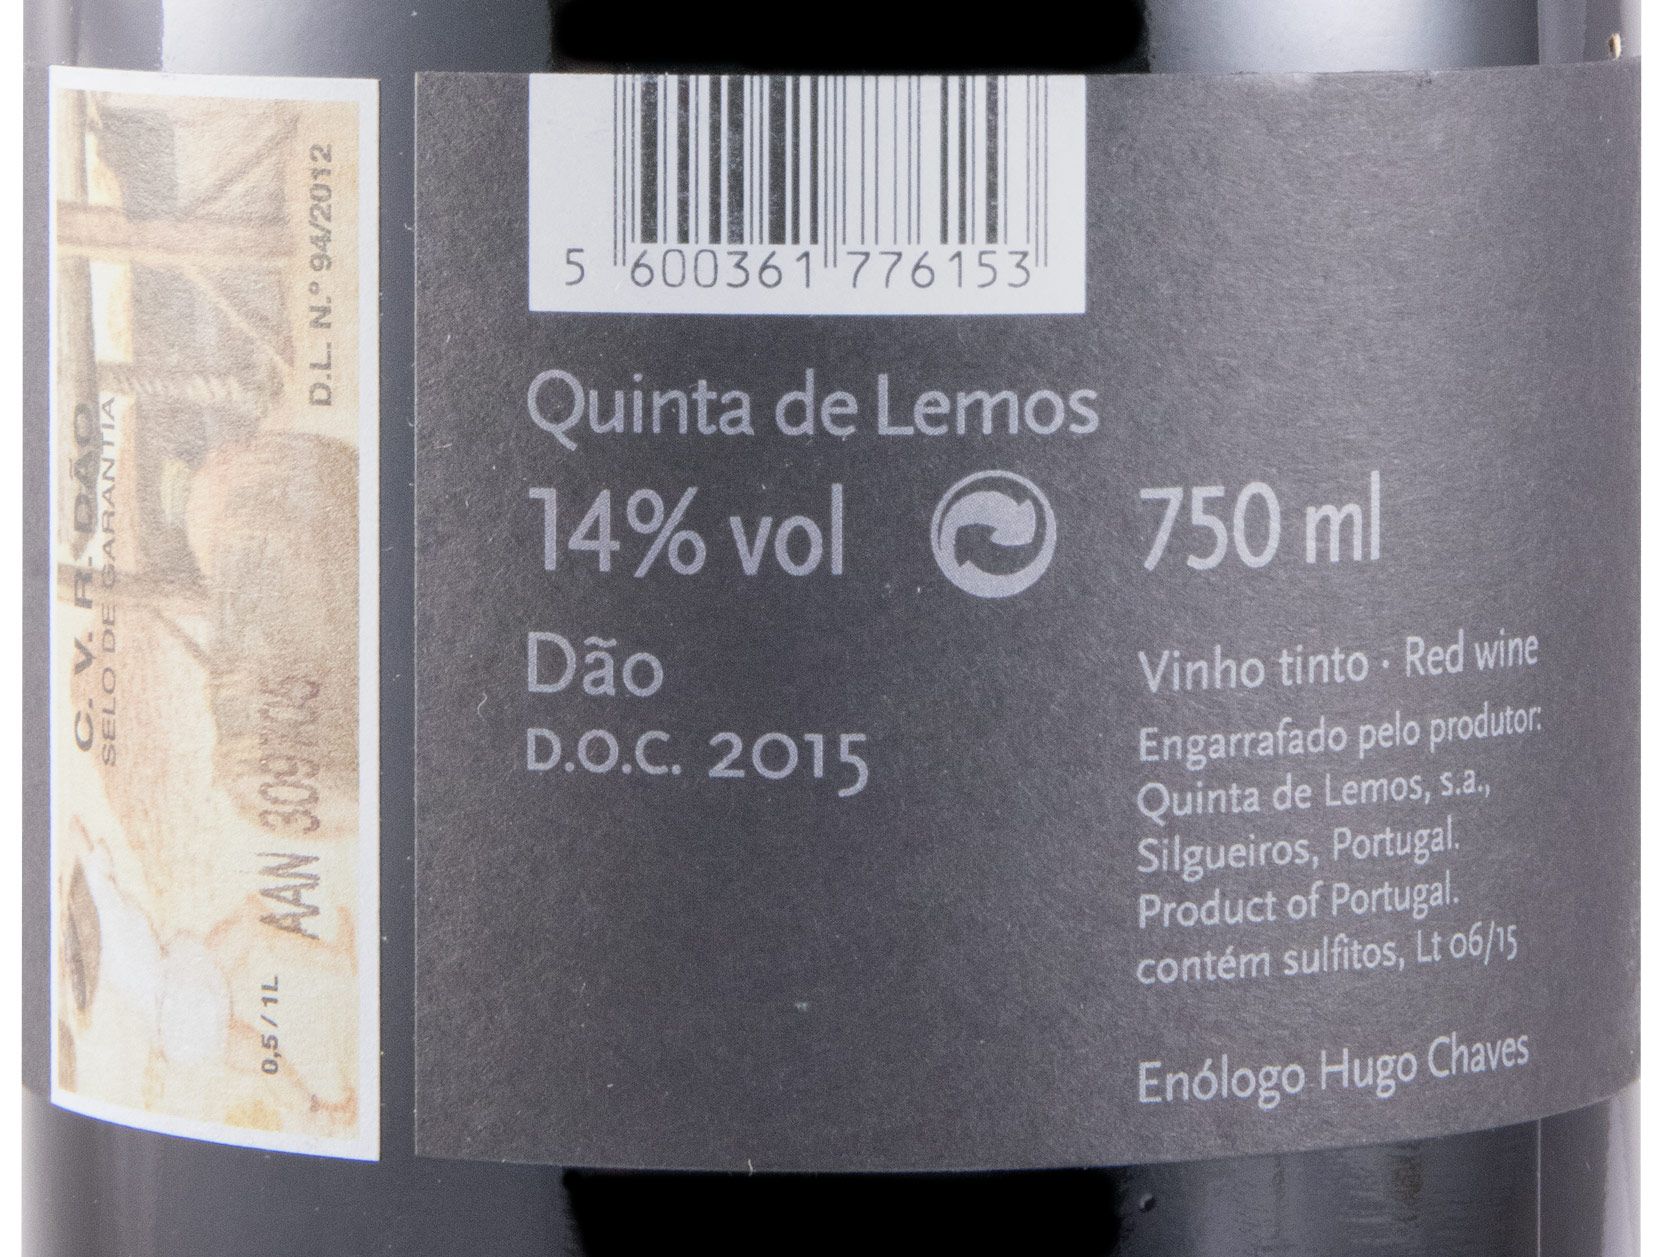 C. V. R. DÃO
SELO DE GARANTIA
D.L. N.º 94/2012
0,5 / 1L
AAN
5 600361 776153
Quinta de Lemos
14% vol
750 ml
Dão
D.O.C. 2015
Vinho tinto · Red wine
Engarrafado pelo produtor:
Quinta de Lemos, s.a.,
Silgueiros, Portugal.
Product of Portugal.
contém sulfitos, Lt 06/15
Enólogo Hugo Chaves